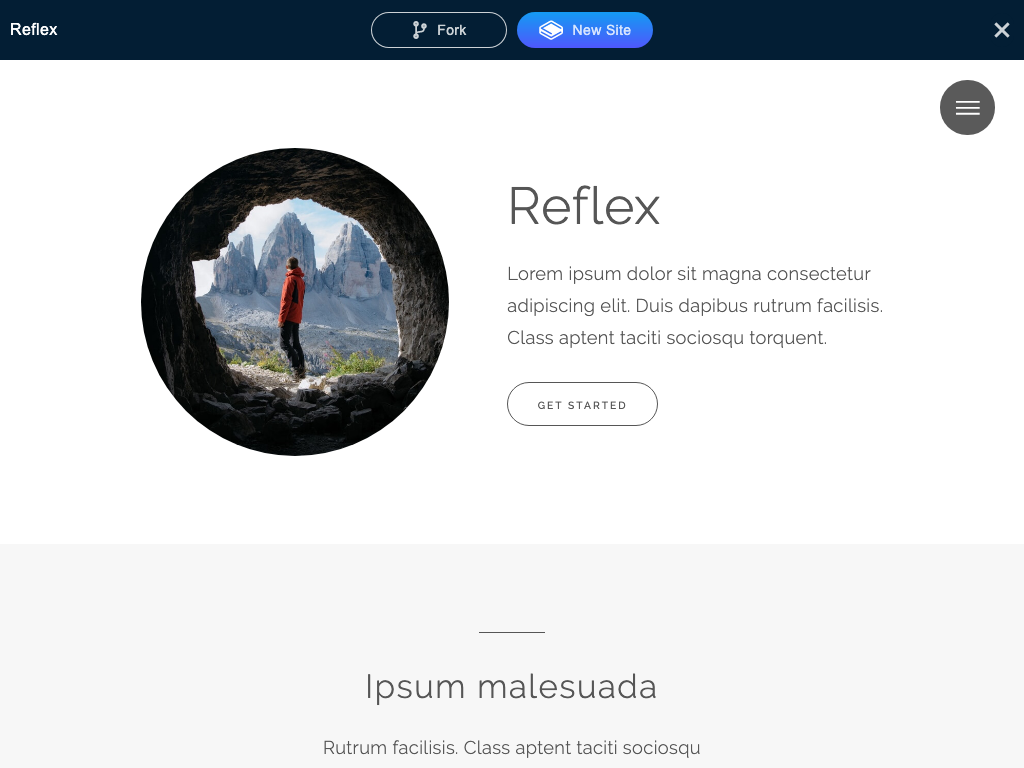 Reflex
Fork
New Site
Reflex
Lorem ipsum dolor sit magna consectetur
adipiscing elit. Duis dapibus rutrum facilisis.
Class aptent taciti sociosqu torquent.
GET STARTED
Ipsum malesuada
Rutrum facilisis. Class aptent taciti sociosqu